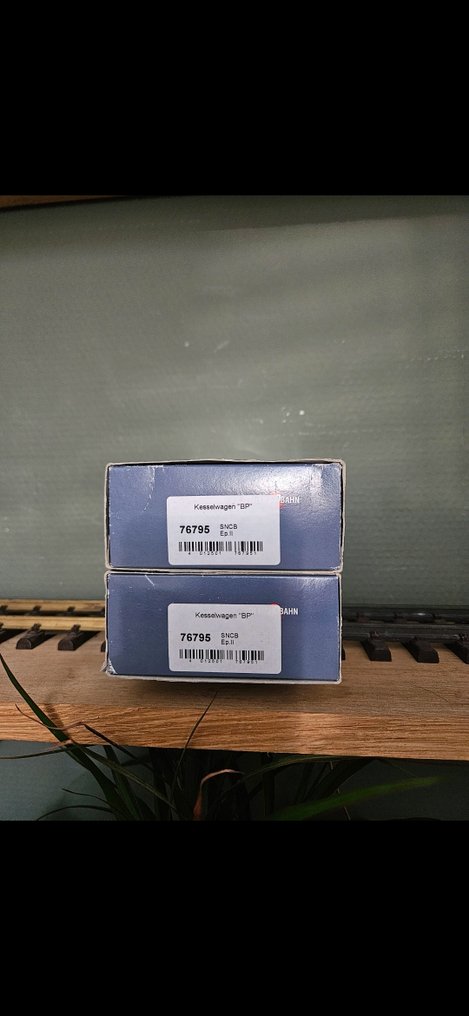 BAHN
Kesselwagen "BP"
76795 SNCB
Ep.II
BAHN
Kesselwagen "BP"
76795 SNCB
Ep.II